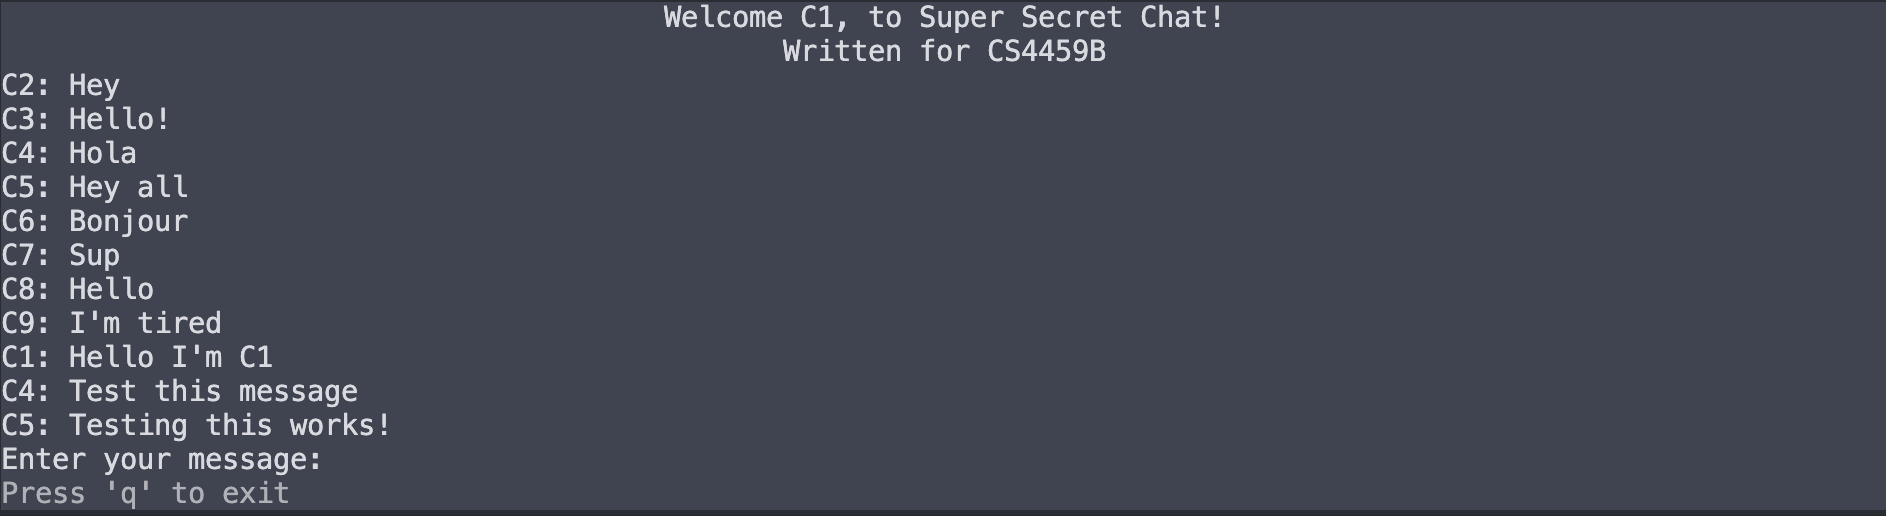 Welcome C1, to Super Secret Chat!
Written for CS4459B
C2: Hey
C3: Hello!
C4: Hola
C5: Hey all
C6: Bonjour
C7: Sup
C8: Hello
C9: I'm tired
C1: Hello I'm C1
C4: Test this message
C5: Testing this works!
Enter your message:
Press 'q' to exit